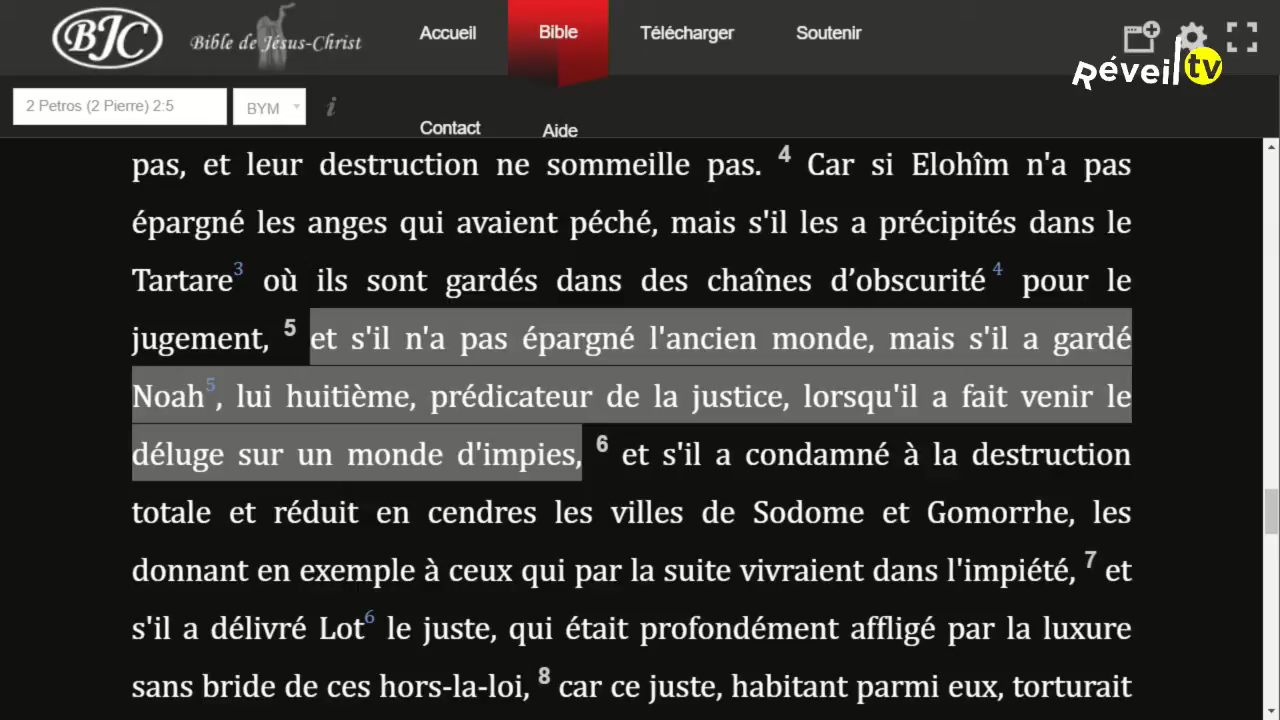 BJC Bible de Jésus-Christ Accueil Bible Télécharger Soutenir
Réveil tv
2 Petros (2 Pierre) 2:5 BYM i
Contact Aide
pas, et leur destruction ne sommeille pas. 4 Car si Elohîm n'a pas
épargné les anges qui avaient péché, mais s'il les a précipités dans le
Tartare3 où ils sont gardés dans des chaînes d’obscurité 4 pour le
jugement, 5 et s'il n'a pas épargné l'ancien monde, mais s'il a gardé
Noah5, lui huitième, prédicateur de la justice, lorsqu'il a fait venir le
déluge sur un monde d'impies, 6 et s'il a condamné à la destruction
totale et réduit en cendres les villes de Sodome et Gomorrhe, les
donnant en exemple à ceux qui par la suite vivraient dans l'impiété, 7 et
s'il a délivré Lot6 le juste, qui était profondément affligé par la luxure
sans bride de ces hors-la-loi, 8 car ce juste, habitant parmi eux, torturait